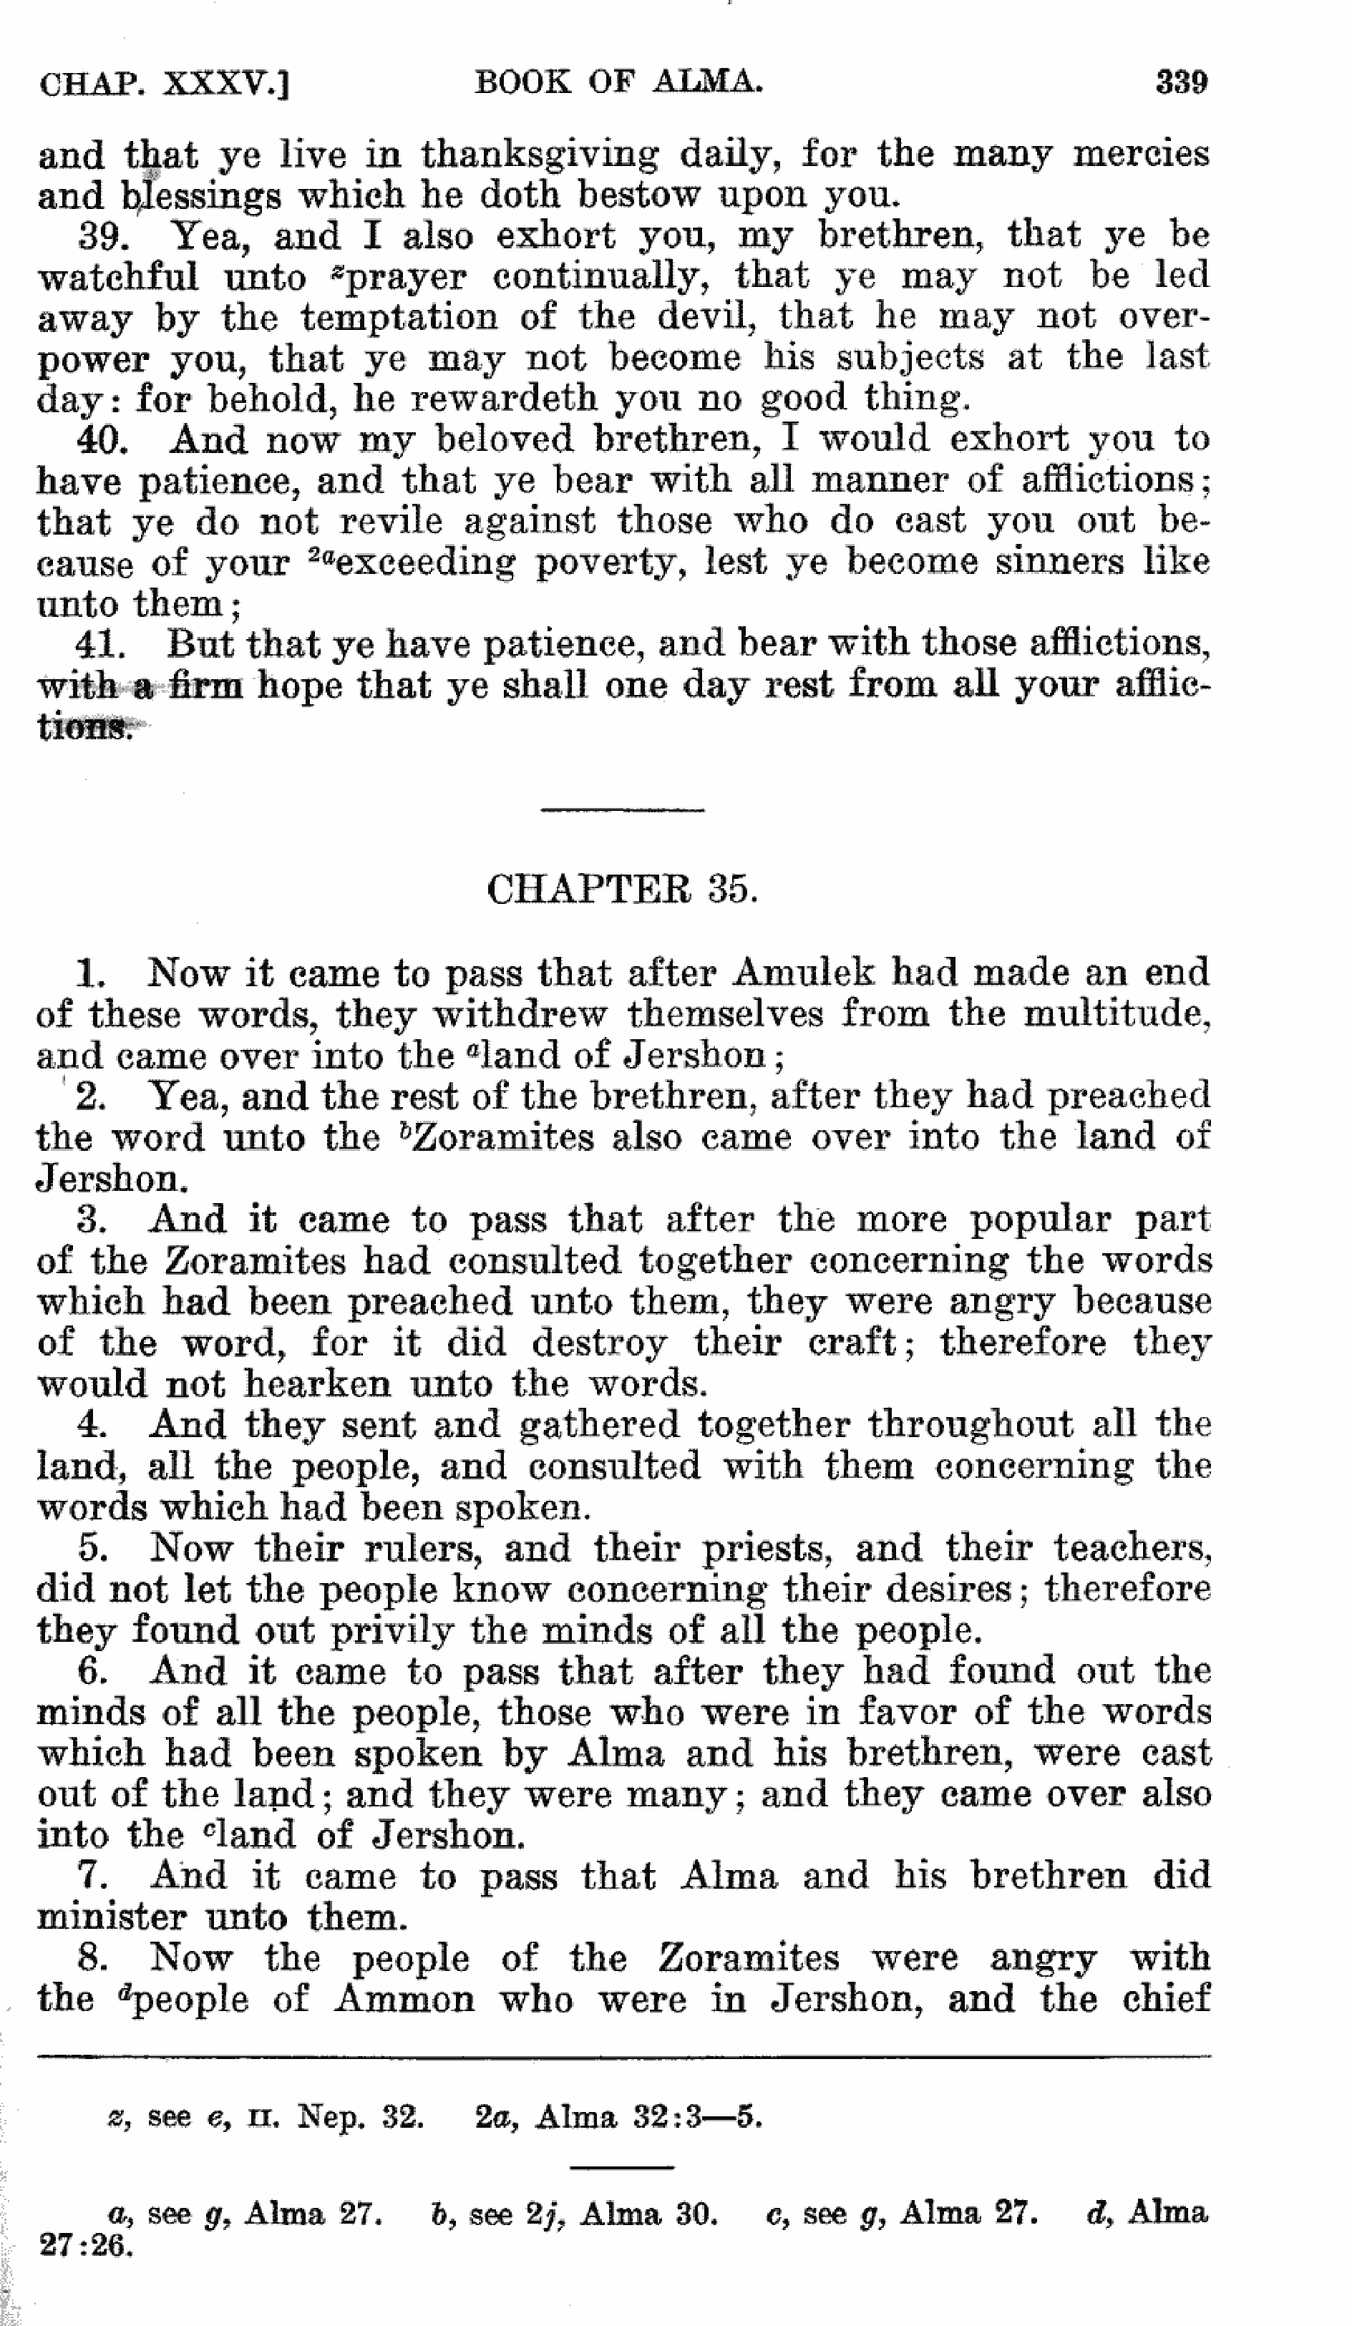 CHAP. XXXV.] BOOK OF ALMA. 339
and that ye live in thanksgiving daily, for the many mercies
and blessings which he doth bestow upon you.
39. Yea, and I also exhort you, my brethren, that ye be
watchful unto zprayer continually, that ye may not be led
away by the temptation of the devil, that he may not over-
power you, that ye may not become his subjects at the last
day: for behold, he rewardeth you no good thing.
40. And now my beloved brethren, I would exhort you to
have patience, and that ye bear with all manner of afflictions;
that ye do not revile against those who do cast you out be-
cause of your 2aexceeding poverty, lest ye become sinners like
unto them;
41. But that ye have patience, and bear with those afflictions,
with a firm hope that ye shall one day rest from all your afflic-
tions.
CHAPTER 35.
1. Now it came to pass that after Amulek had made an end
of these words, they withdrew themselves from the multitude,
and came over into the aland of Jershon;
2. Yea, and the rest of the brethren, after they had preached
the word unto the bZoramites also came over into the land of
Jershon.
3. And it came to pass that after the more popular part
of the Zoramites had consulted together concerning the words
which had been preached unto them, they were angry because
of the word, for it did destroy their craft; therefore they
would not hearken unto the words.
4. And they sent and gathered together throughout all the
land, all the people, and consulted with them concerning the
words which had been spoken.
5. Now their rulers, and their priests, and their teachers,
did not let the people know concerning their desires; therefore
they found out privily the minds of all the people.
6. And it came to pass that after they had found out the
minds of all the people, those who were in favor of the words
which had been spoken by Alma and his brethren, were cast
out of the land; and they were many; and they came over also
into the cland of Jershon.
7. And it came to pass that Alma and his brethren did
minister unto them.
8. Now the people of the Zoramites were angry with
the dpeople of Ammon who were in Jershon, and the chief
z, see e, II. Nep. 32. 2a, Alma 32:3—5.
a, see g, Alma 27. b, see 2j, Alma 30. c, see g, Alma 27. d, Alma
27:26.